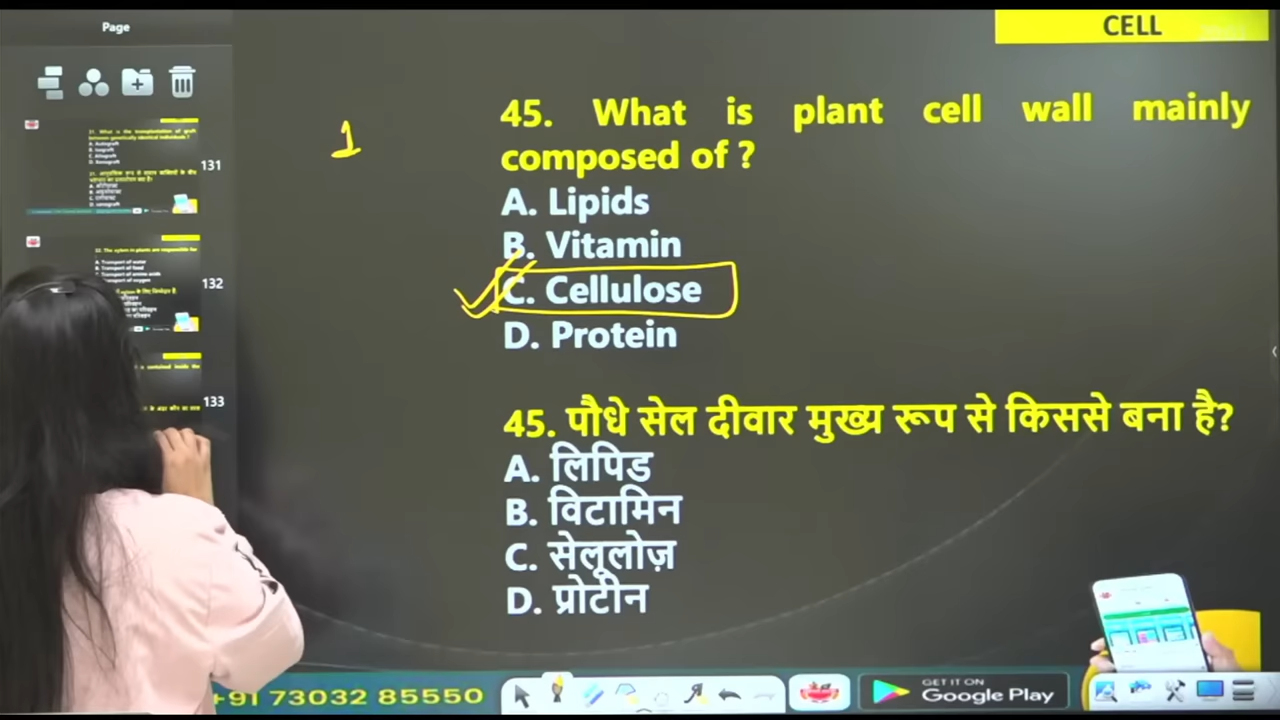 Page
CELL
131
132
133
1
45. What is plant cell wall mainly
composed of ?
A. Lipids
B. Vitamin
C. Cellulose
D. Protein
45. पौधे सेल दीवार मुख्य रूप से किससे बना है?
A. लिपिड
B. विटामिन
C. सेलूलोज़
D. प्रोटीन
+91 73032 85550
GET IT ON
Google Play